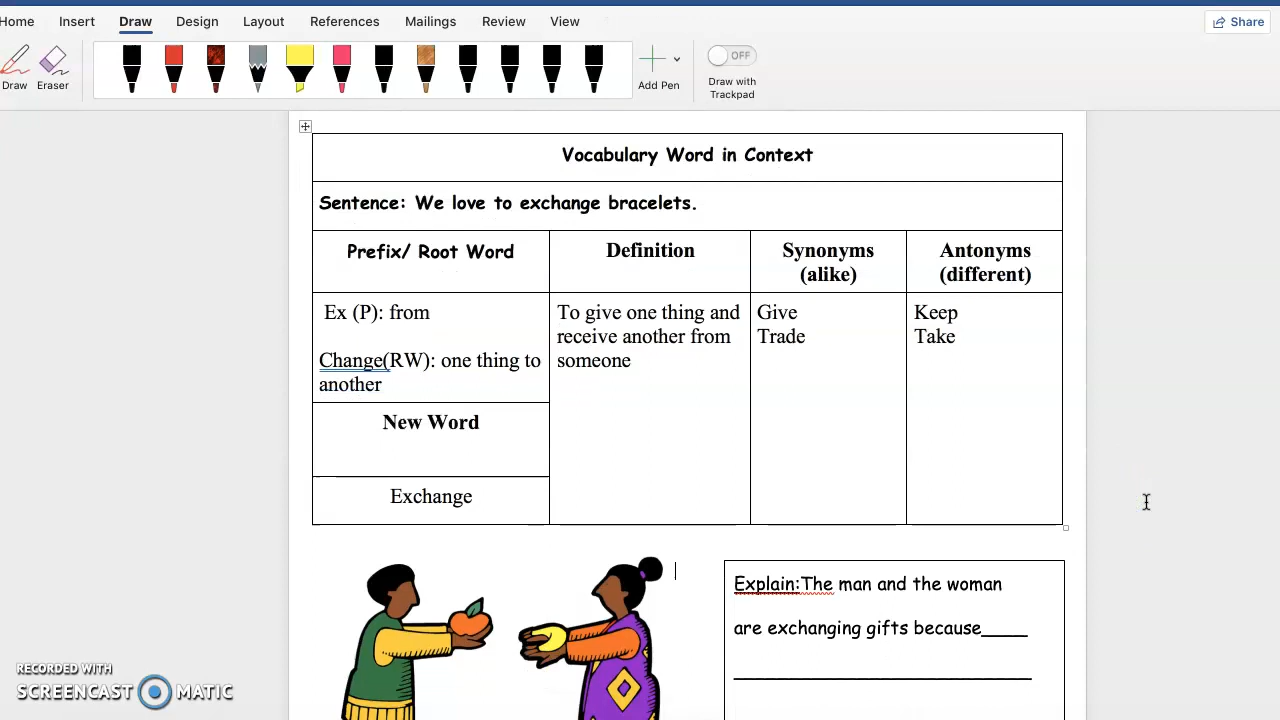 Home Insert Draw Design Layout References Mailings Review View Share
OFF
Draw Eraser Add Pen Draw with
Trackpad
Vocabulary Word in Context
Sentence: We love to exchange bracelets.
Prefix/ Root Word
Definition
Synonyms
(alike)
Antonyms
(different)
Ex (P): from
Change(RW): one thing to
another
To give one thing and
receive another from
someone
Give
Trade
Keep
Take
New Word
Exchange
Explain:The man and the woman
are exchanging gifts because____
RECORDED WITH
SCREENCAST MATIC